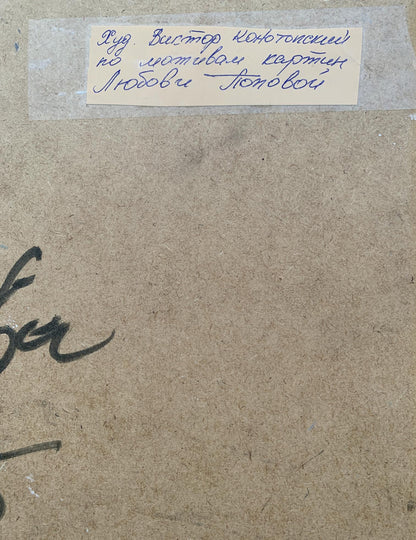 Худ. Виктор Конотопский
по мотивам картин
Любови Поповой